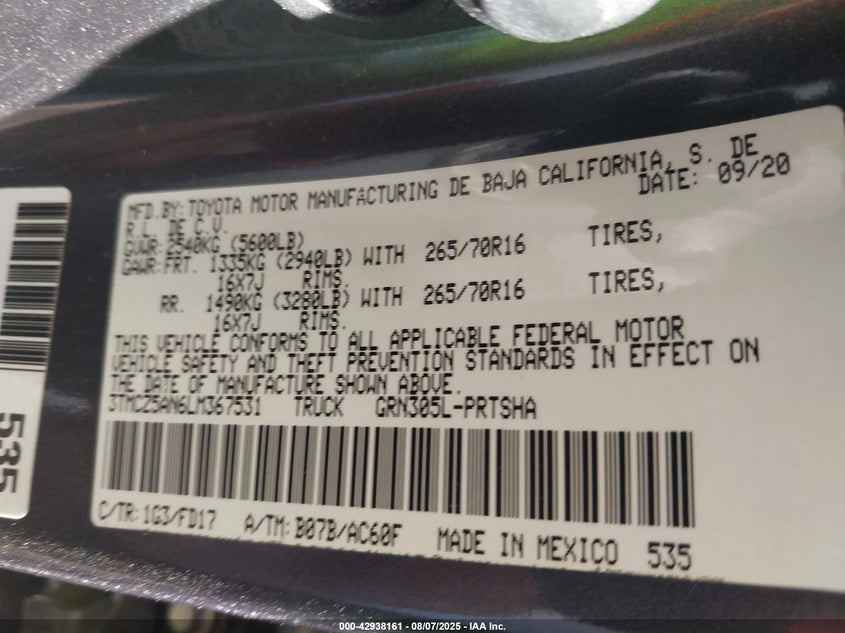 MFD.BY:TOYOTA MOTOR MANUFACTURING DE BAJA CALIFORNIA, S. DE
R.L. DE C.V. DATE: 09/20
GVWR:2540KG (5600LB)
GAWR:FRT. 1335KG (2940LB) WITH 265/70R16 TIRES,
16X7J RIMS.
RR. 1490KG (3280LB) WITH 265/70R16 TIRES,
16X7J RIMS.
THIS VEHICLE CONFORMS TO ALL APPLICABLE FEDERAL MOTOR
VEHICLE SAFETY AND THEFT PREVENTION STANDARDS IN EFFECT ON
THE DATE OF MANUFACTURE SHOWN ABOVE.
3TMCZ5AN6LM367531 TRUCK GRN305L-PRTSHA
C/TR:1G3/FD17 A/TM:B07B/AC60F MADE IN MEXICO 535
535
000-42938161 - 08/07/2025 - IAA Inc.